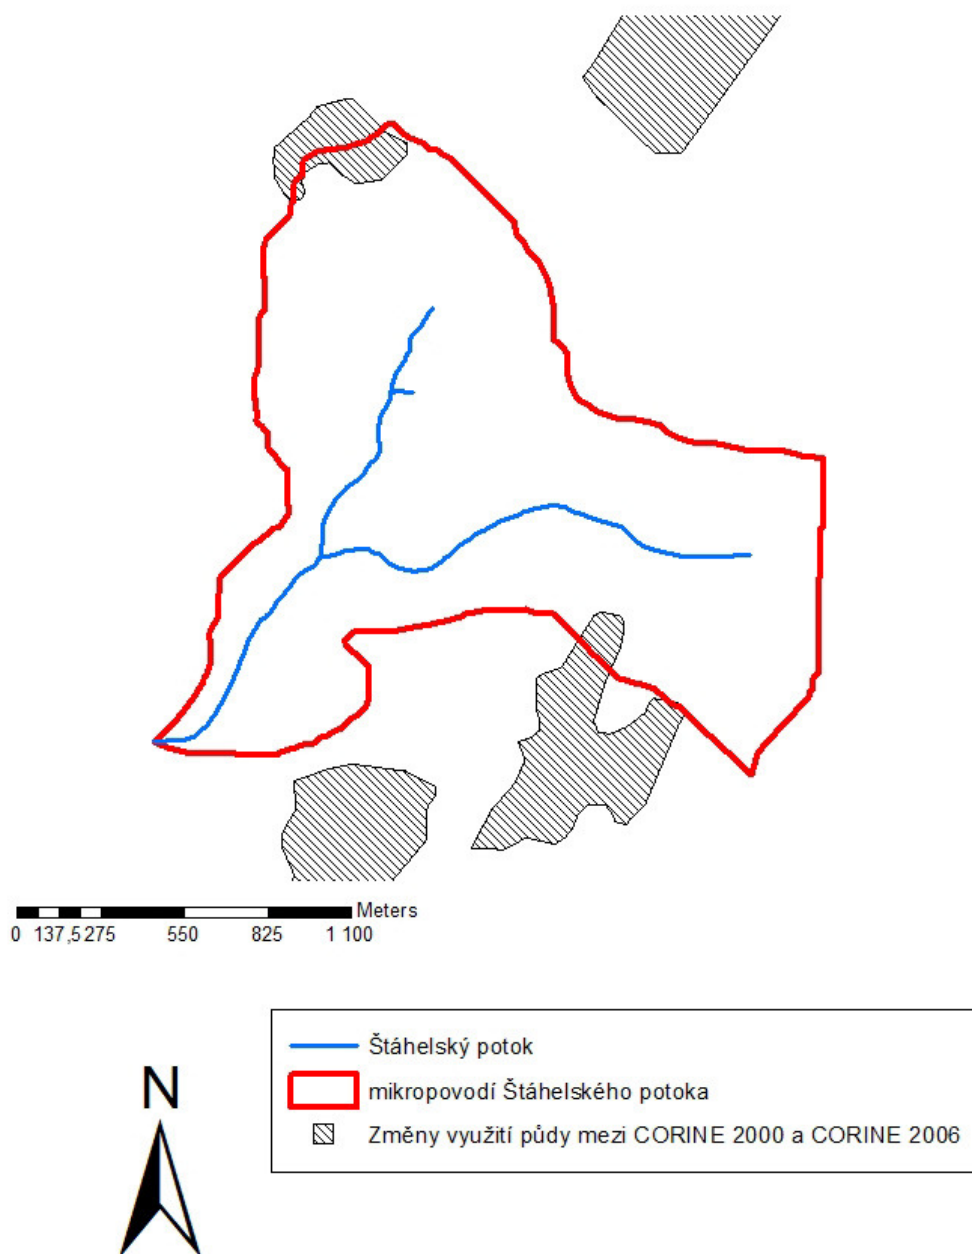 Meters
0 137,5 275 550 825 1 100
N
Štáhelský potok
mikropovodí Štáhelského potoka
Změny využití půdy mezi CORINE 2000 a CORINE 2006